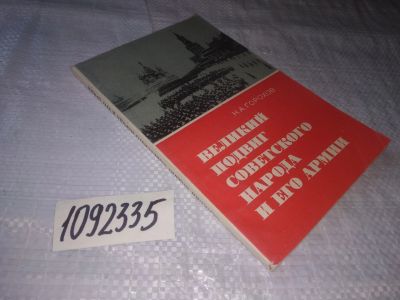 Н.А.ГОРОХОВ
ВЕЛИКИЙ
ПОДВИГ
СОВЕТСКОГО
НАРОДА
И ЕГО АРМИИ
1092335